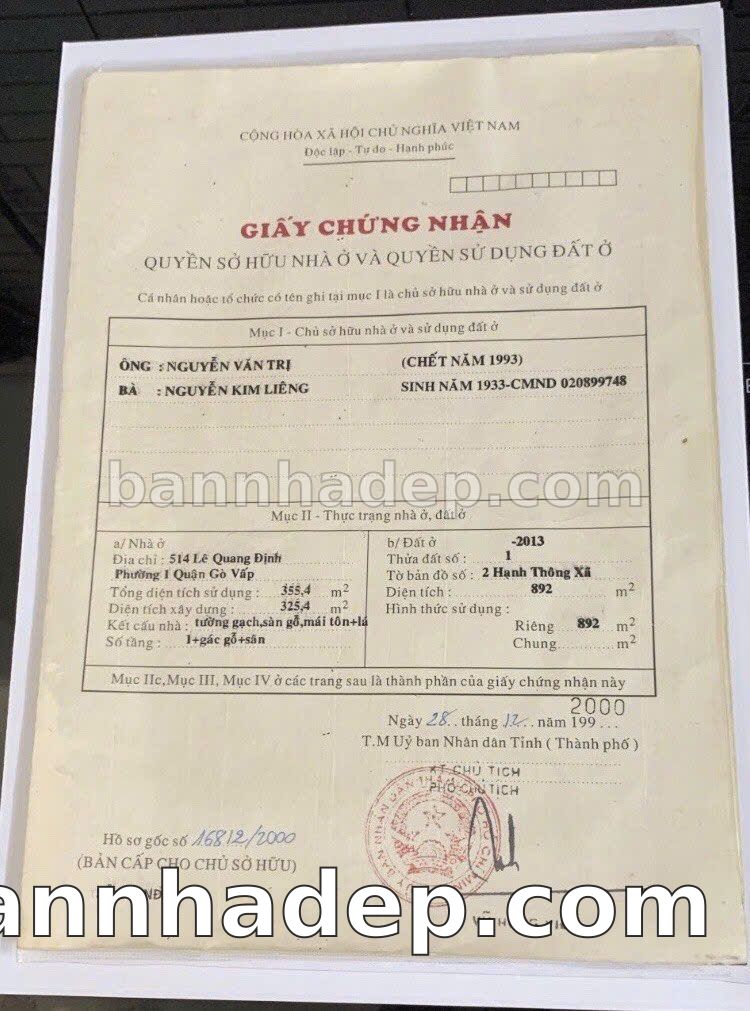 CỘNG HÒA XÃ HỘI CHỦ NGHĨA VIỆT NAM
Độc lập - Tự do - Hạnh phúc
GIẤY CHỨNG NHẬN
QUYỀN SỞ HỮU NHÀ Ở VÀ QUYỀN SỬ DỤNG ĐẤT Ở
Cá nhân hoặc tổ chức có tên ghi tại mục I là chủ sở hữu nhà ở và sử dụng đất ở
Mục I - Chủ sở hữu nhà ở và sử dụng đất ở
ÔNG : NGUYỄN VĂN TRỊ (CHẾT NĂM 1993)
BÀ : NGUYỄN KIM LIÊNG SINH NĂM 1933-CMND 020899748
bannhadep.com
Mục II - Thực trạng nhà ở, đất ở
a/ Nhà ở
Địa chỉ : 514 Lê Quang Định
Phường 1 Quận Gò Vấp
Tổng diện tích sử dụng : 355,4 m2
Diện tích xây dựng : 325,4 m2
Kết cấu nhà : tường gạch,sàn gỗ,mái tôn+lá
Số tầng : 1+gác gỗ+sân
b/ Đất ở -2013
Thửa đất số : 1
Tờ bản đồ số : 2 Hạnh Thông Xã
Diện tích : 892 m2
Hình thức sử dụng :
Riêng 892 m2
Chung m2
Mục IIc,Mục III, Mục IV ở các trang sau là thành phần của giấy chứng nhận này
2000
Ngày 28 tháng 12 năm 199
T.M Uỷ ban Nhân dân Tỉnh ( Thành phố )
KT CHỦ TỊCH
PHÓ CHỦ TỊCH
Hồ sơ gốc số 16812/2000
(BẢN CẤP CHO CHỦ SỞ HỮU)
annhadep.com